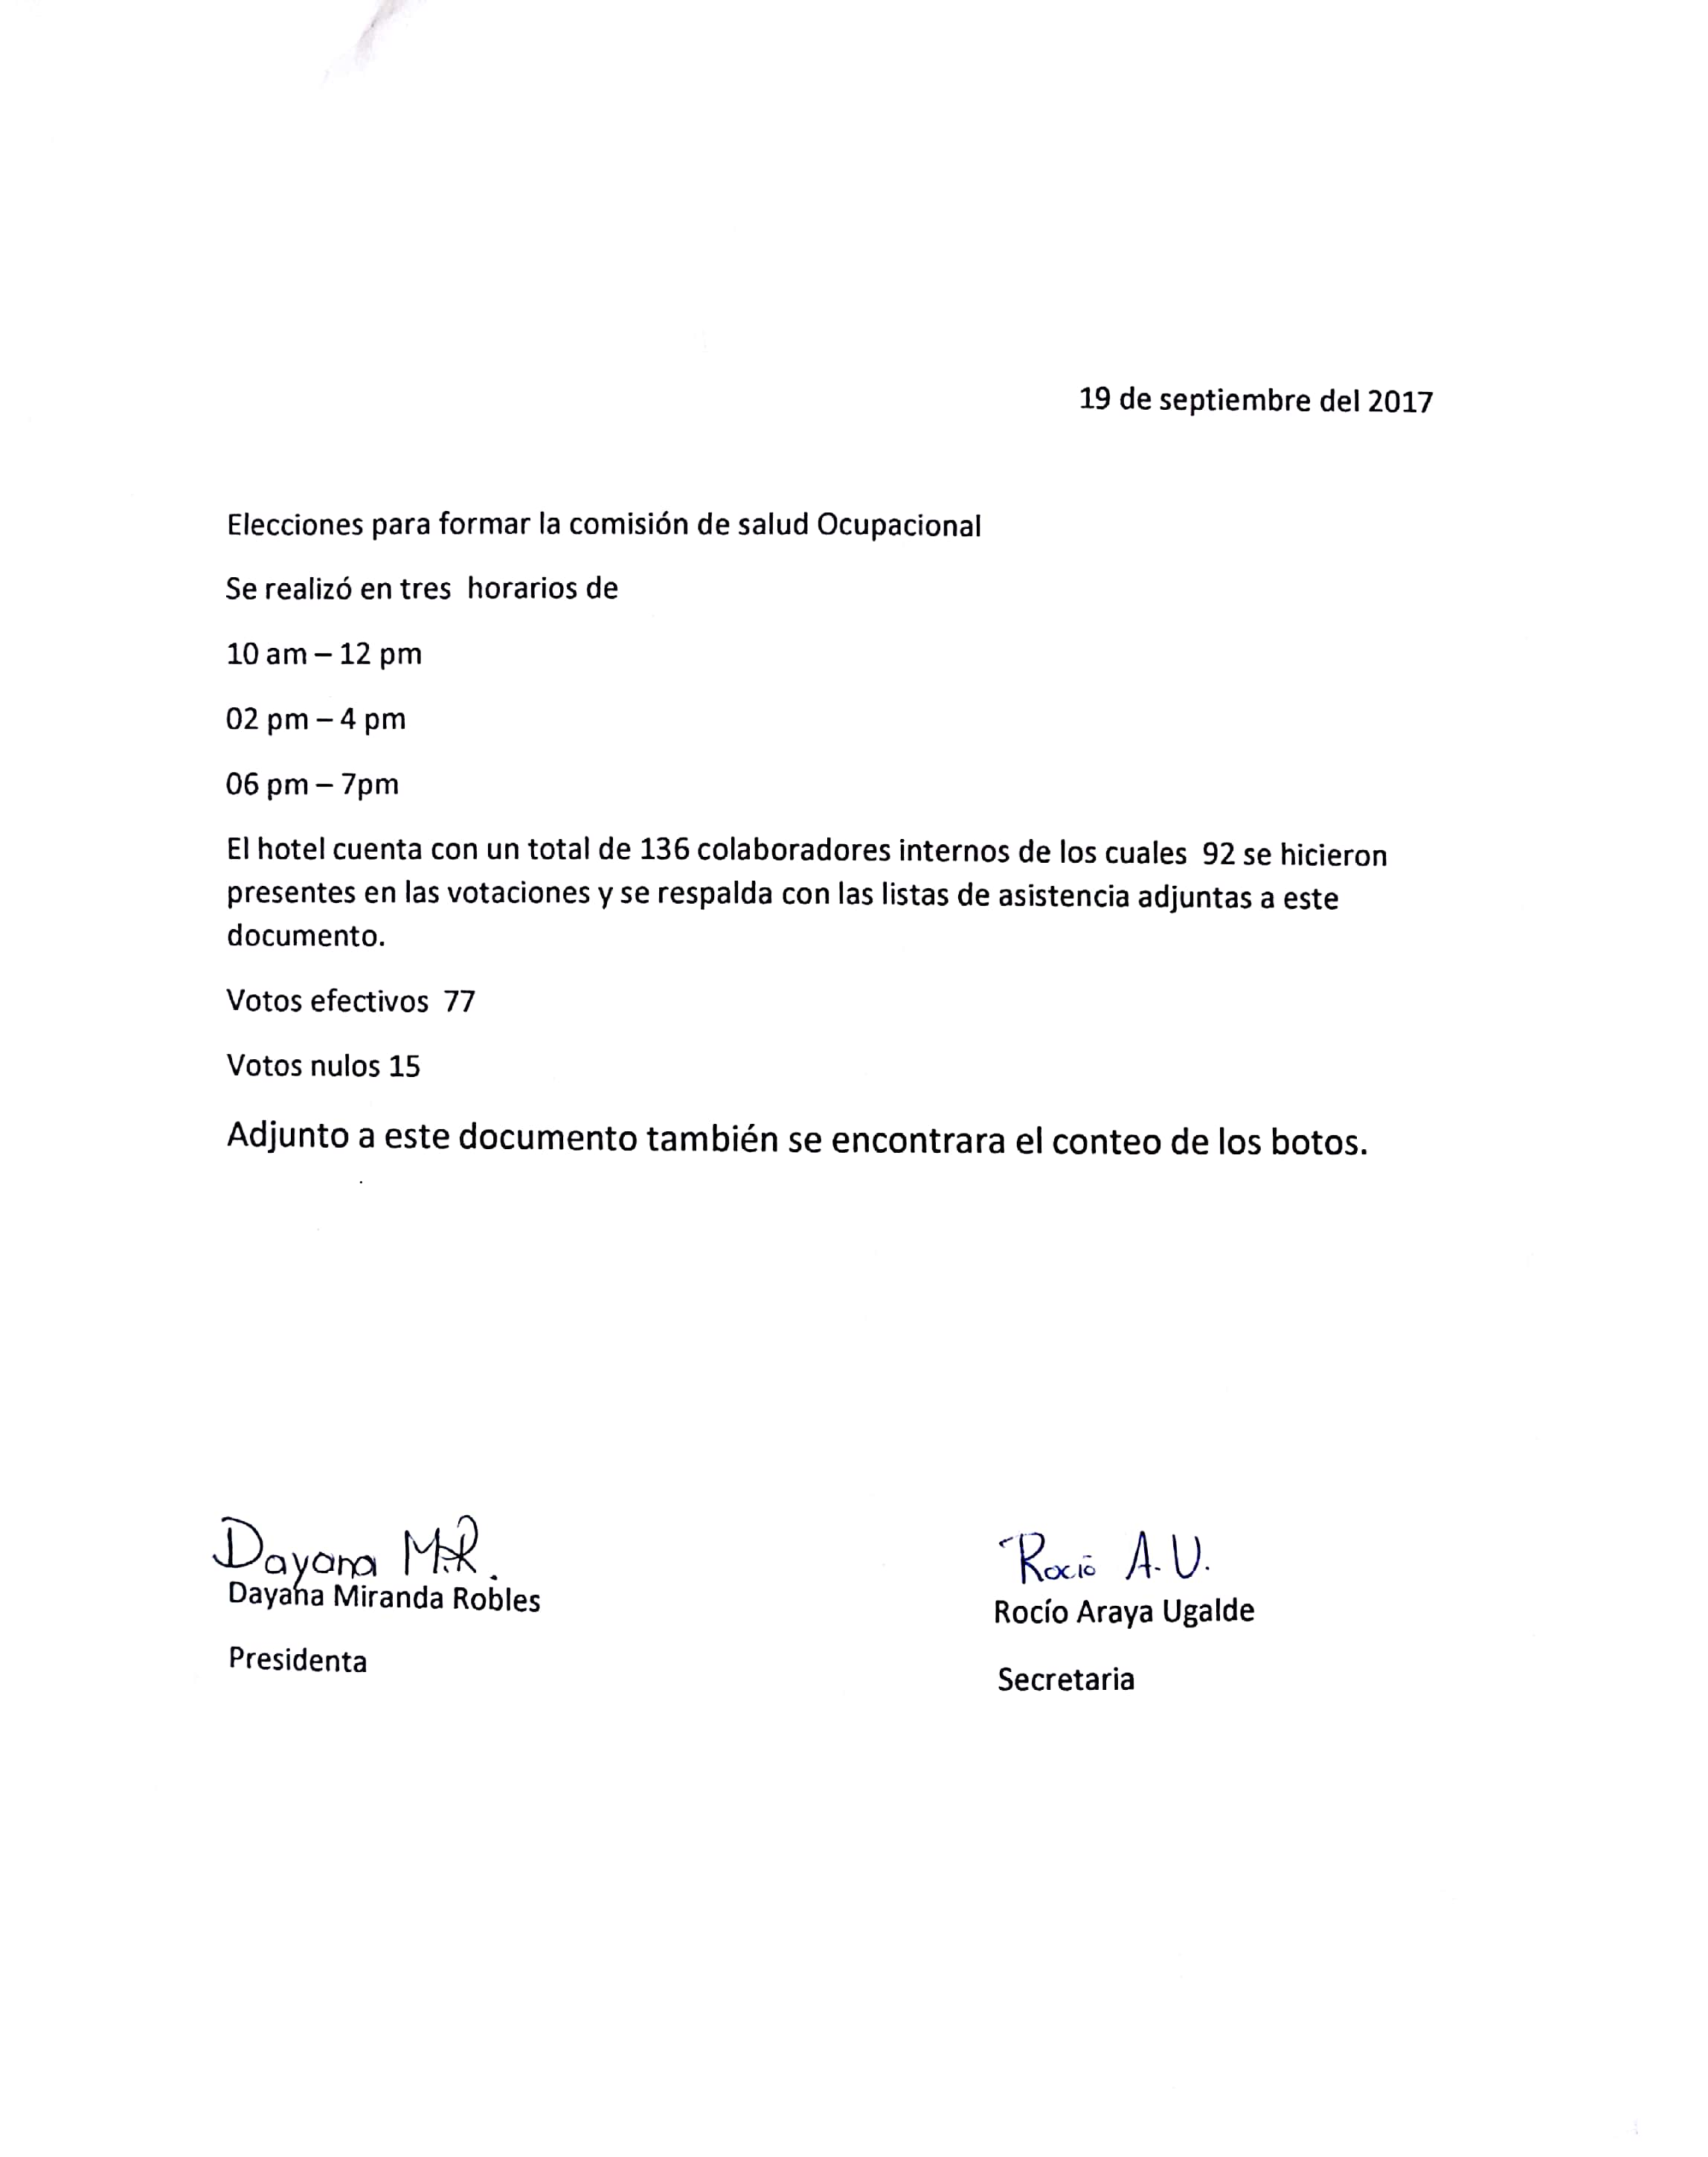 19 de septiembre del 2017
Elecciones para formar la comisión de salud Ocupacional
Se realizó en tres  horarios de
10 am – 12 pm
02 pm – 4 pm
06 pm – 7pm
El hotel cuenta con un total de 136 colaboradores internos de los cuales  92 se hicieron
presentes en las votaciones y se respalda con las listas de asistencia adjuntas a este
documento.
Votos efectivos  77
Votos nulos 15
Adjunto a este documento también se encontrara el conteo de los botos.
Dayana M.R.
Dayana Miranda Robles
Presidenta
Rocío A.U.
Rocío Araya Ugalde
Secretaria